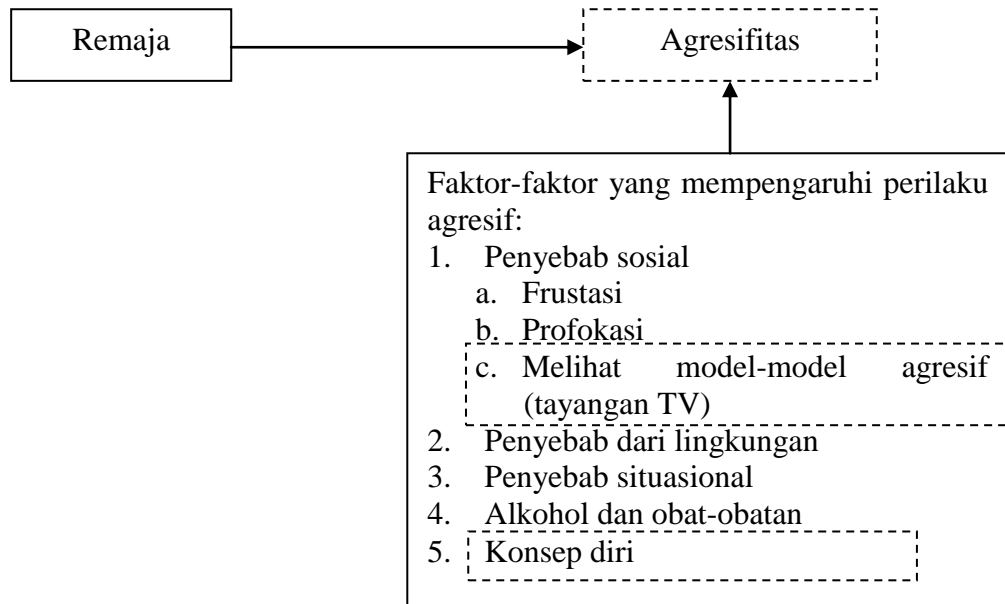 Remaja
Agresifitas
Faktor-faktor yang mempengaruhi perilaku
agresif:
1. Penyebab sosial
a. Frustasi
b. Profokasi
c. Melihat model-model agresif
(tayangan TV)
2. Penyebab dari lingkungan
3. Penyebab situasional
4. Alkohol dan obat-obatan
5. Konsep diri